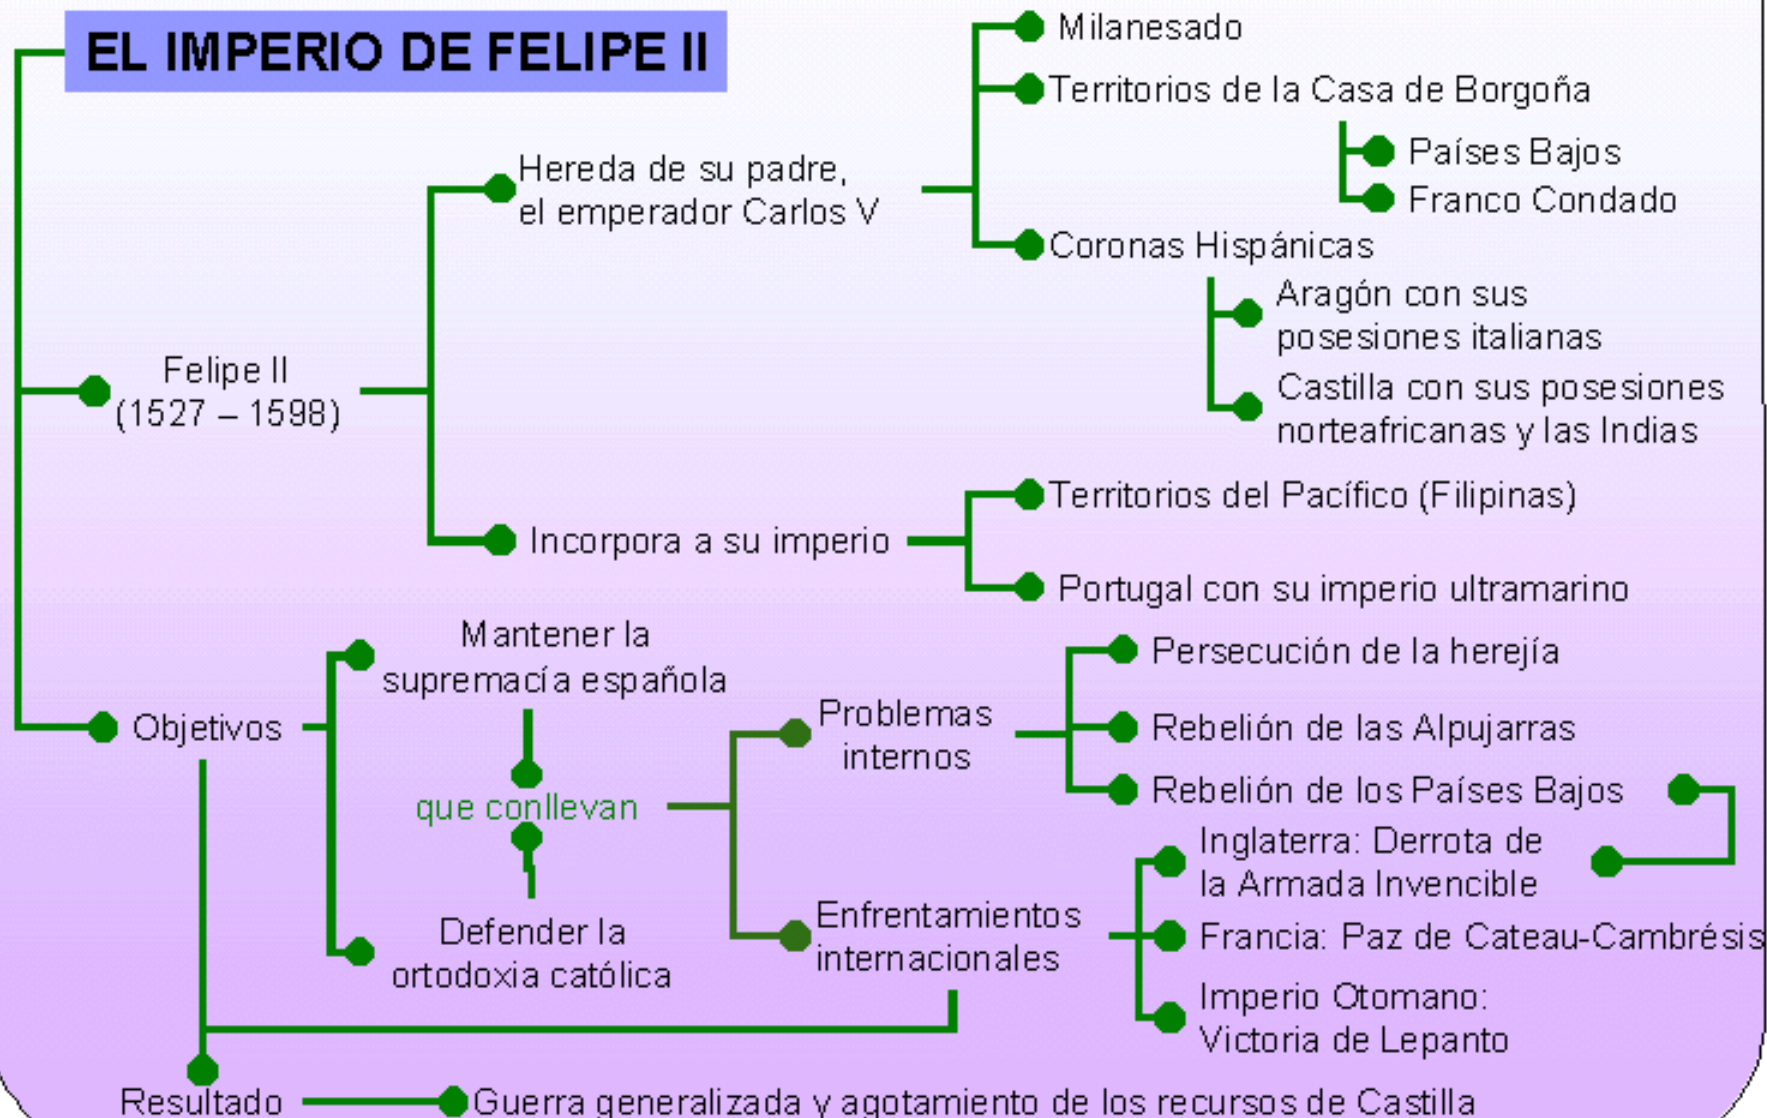 EL IMPERIO DE FELIPE II
Milanesado
Territorios de la Casa de Borgoña
Países Bajos
Franco Condado
Hereda de su padre,
el emperador Carlos V
Coronas Hispánicas
Aragón con sus
posesiones italianas
Castilla con sus posesiones
norteafricanas y las Indias
Felipe II
(1527 – 1598)
Incorpora a su imperio
Territorios del Pacífico (Filipinas)
Portugal con su imperio ultramarino
Objetivos
Mantener la
supremacía española
que conllevan
Defender la
ortodoxia católica
Problemas
internos
Persecución de la herejía
Rebelión de las Alpujarras
Rebelión de los Países Bajos
Enfrentamientos
internacionales
Inglaterra: Derrota de
la Armada Invencible
Francia: Paz de Cateau-Cambrésis
Imperio Otomano:
Victoria de Lepanto
Resultado
Guerra generalizada y agotamiento de los recursos de Castilla